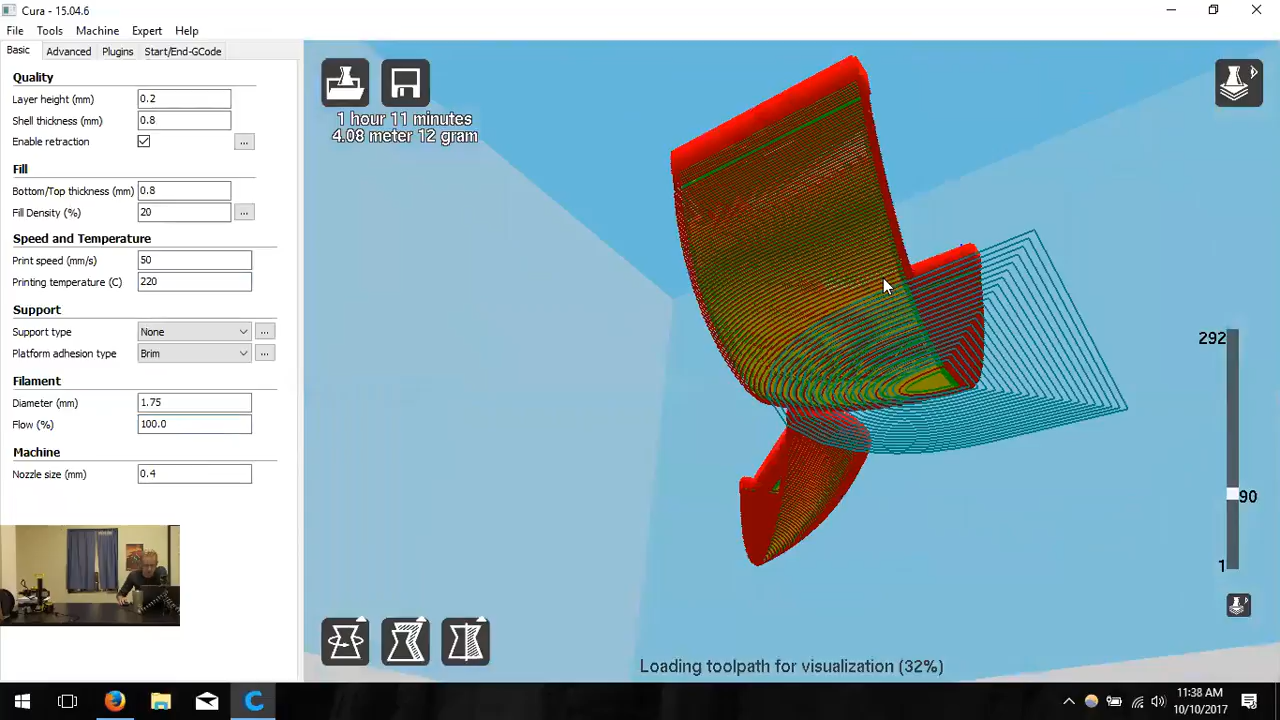 Cura - 15.04.6
File Tools Machine Expert Help
Basic Advanced Plugins Start/End-GCode
Quality
Layer height (mm) 0.2
Shell thickness (mm) 0.8
Enable retraction ...
Fill
Bottom/Top thickness (mm) 0.8
Fill Density (%) 20 ...
Speed and Temperature
Print speed (mm/s) 50
Printing temperature (C) 220
Support
Support type None ...
Platform adhesion type Brim ...
Filament
Diameter (mm) 1.75
Flow (%) 100.0
Machine
Nozzle size (mm) 0.4
1 hour 11 minutes
4.08 meter 12 gram
292
90
1
Loading toolpath for visualization (32%)
C
11:38 AM
10/10/2017